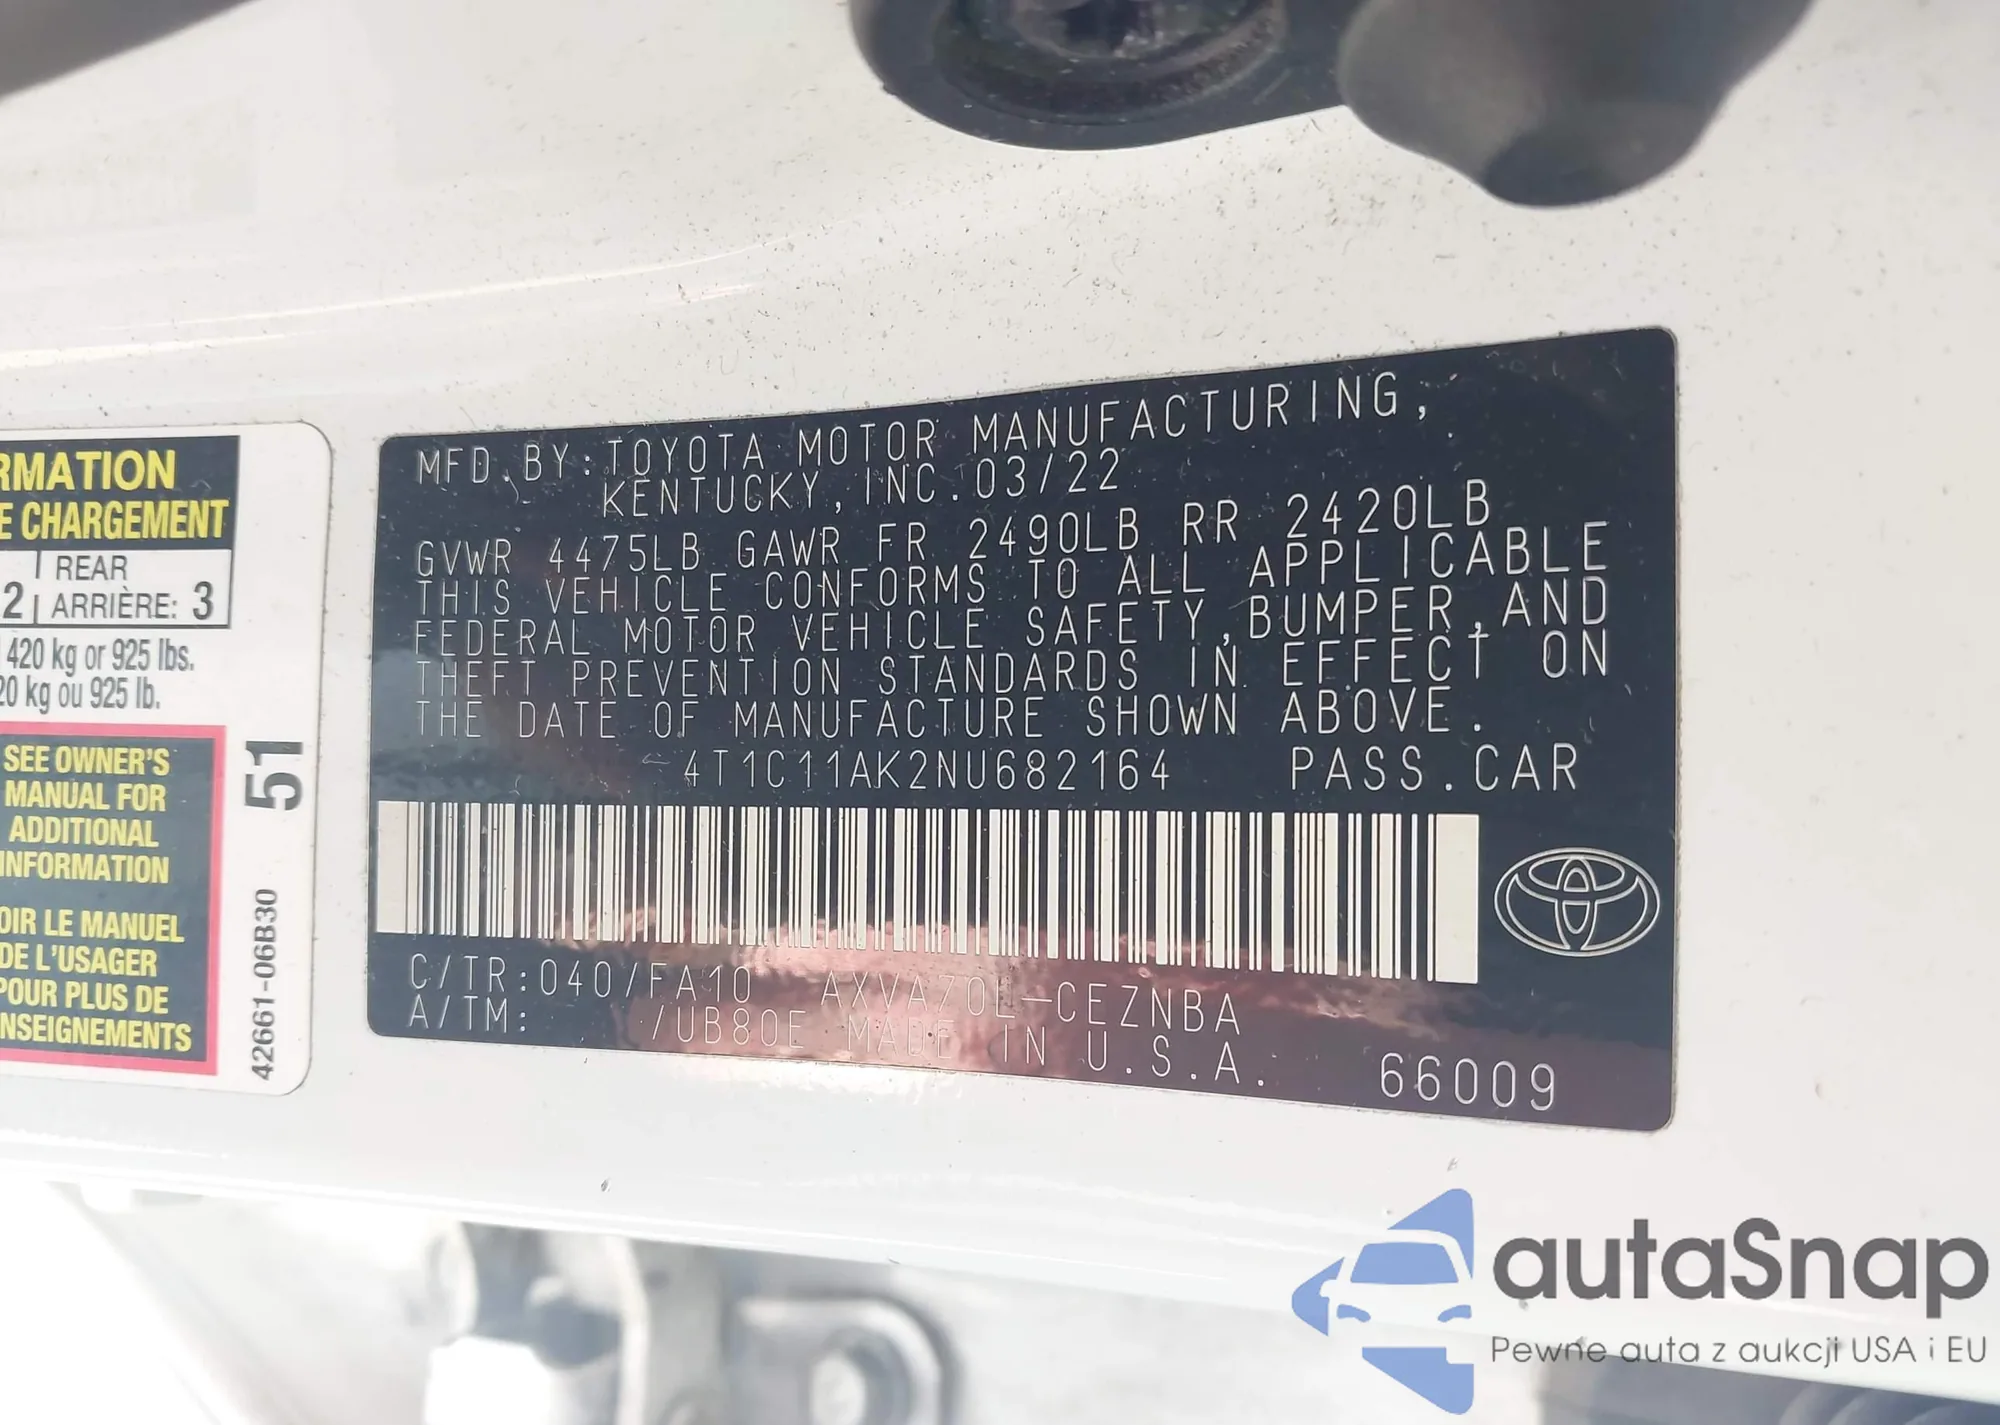 RMATION
E CHARGEMENT
REAR
2 ARRIÈRE: 3
420 kg or 925 lbs.
20 kg ou 925 lb.
SEE OWNER'S
MANUAL FOR
ADDITIONAL
INFORMATION
OIR LE MANUEL
DE L'USAGER
POUR PLUS DE
NSEIGNEMENTS
51
42661-06B30
MFD.BY:TOYOTA MOTOR MANUFACTURING,
KENTUCKY,INC.03/22
GVWR 4475LB GAWR FR 2490LB RR 2420LB
THIS VEHICLE CONFORMS TO ALL APPLICABLE
FEDERAL MOTOR VEHICLE SAFETY,BUMPER,AND
THEFT PREVENTION STANDARDS IN EFFECT ON
THE DATE OF MANUFACTURE SHOWN ABOVE.
4T1C11AK2NU682164 PASS.CAR
C/TR:040/FA10 AXVA70L-CEZNBA
A/TM: /UB80E MADE IN U.S.A.
66009
autaSnap
Pewne auta z aukcji USA i EU